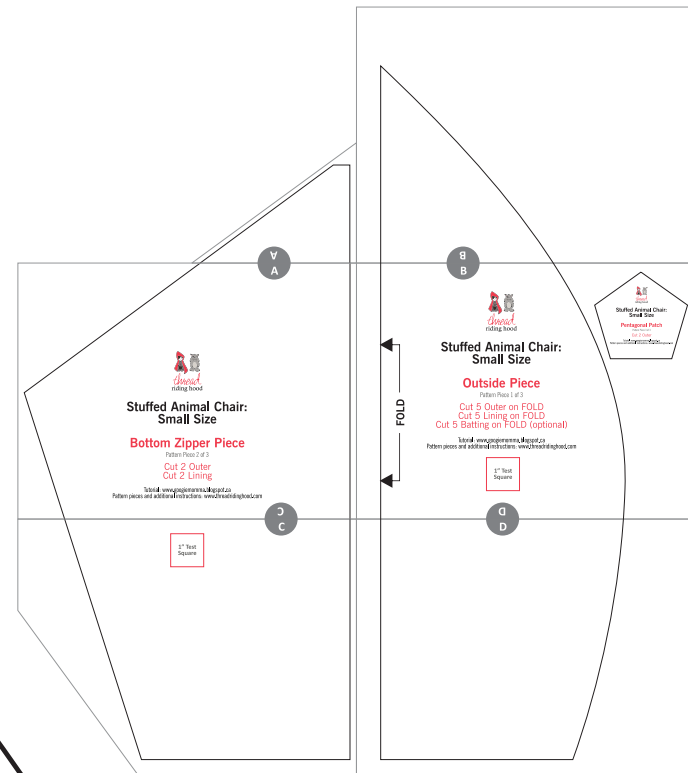 A
A
thread
riding hood
Stuffed Animal Chair:
Small Size
Bottom Zipper Piece
Pattern Piece 2 of 3
Cut 2 Outer
Cut 2 Lining
Tutorial: www.googiemomma.blogspot.ca
Pattern pieces and additional instructions: www.threadridinghood.com
C
C
1" Test
Square
B
B
thread
riding hood
Stuffed Animal Chair:
Small Size
Outside Piece
Pattern Piece 1 of 3
Cut 5 Outer on FOLD
Cut 5 Lining on FOLD
Cut 5 Batting on FOLD (optional)
Tutorial: www.googiemomma.blogspot.ca
Pattern pieces and additional instructions: www.threadridinghood.com
FOLD
1" Test
Square
D
D
thread
riding hood
Stuffed Animal Chair:
Small Size
Pentagonal Patch
Cut 2 Outer